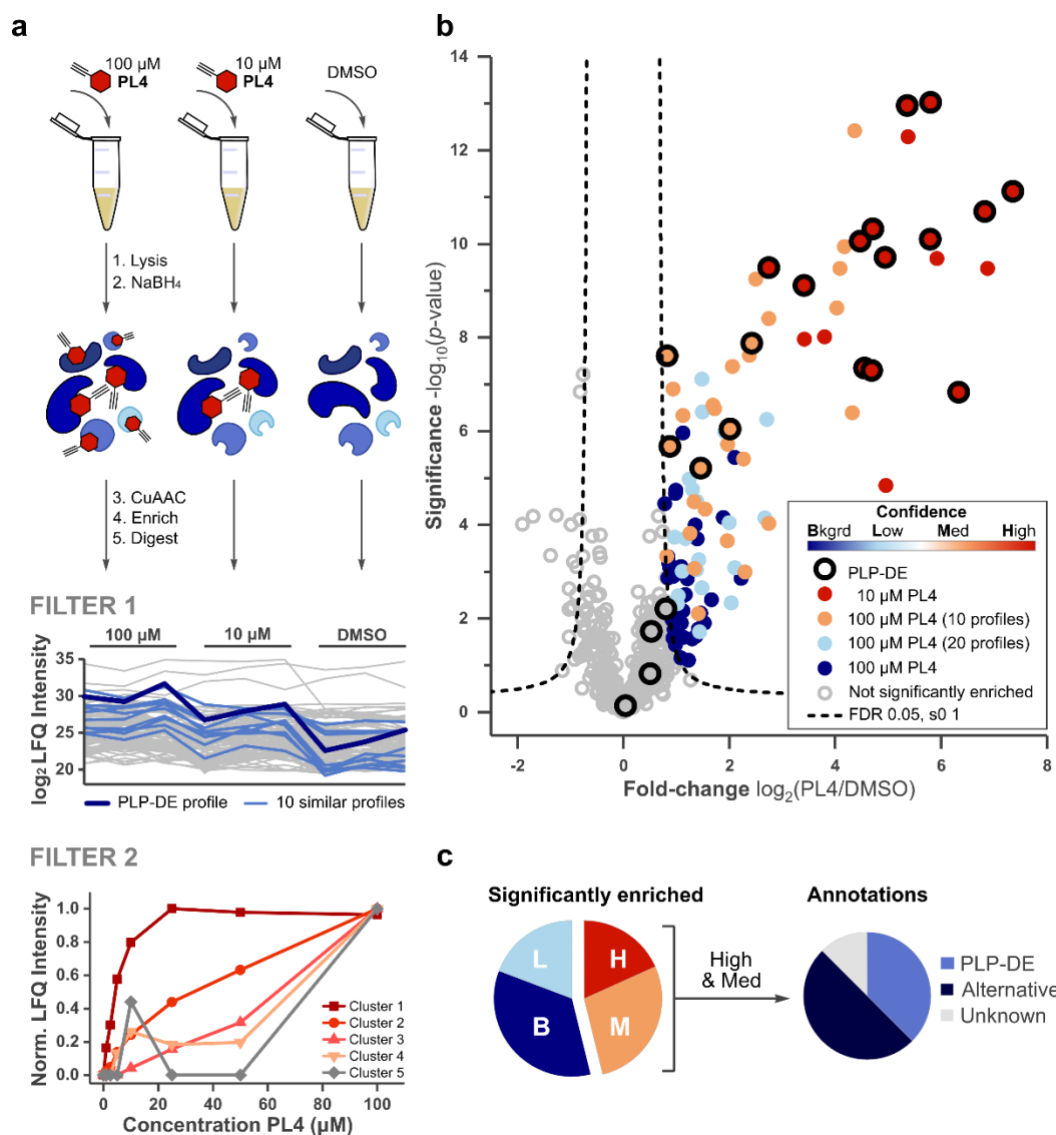 a
100 µM
PL4
10 µM
PL4
DMSO
1. Lysis
2. NaBH₄
3. CuAAC
4. Enrich
5. Digest
FILTER 1
100 µM
10 µM
DMSO
35
30
25
20
log₂ LFQ Intensity
PLP-DE profile
10 similar profiles
FILTER 2
1.0
0.8
0.6
0.4
0.2
0.0
Norm. LFQ Intensity
Cluster 1
Cluster 2
Cluster 3
Cluster 4
Cluster 5
0 20 40 60 80 100
Concentration PL4 (µM)
b
14
12
10
8
6
4
2
0
Significance -log₁₀(p-value)
Confidence
Bkgrd Low Med High
PLP-DE
10 µM PL4
100 µM PL4 (10 profiles)
100 µM PL4 (20 profiles)
100 µM PL4
Not significantly enriched
FDR 0.05, s0 1
-2 0 2 4 6 8
Fold-change log₂(PL4/DMSO)
c
Significantly enriched
L
H
B
M
High
& Med
Annotations
PLP-DE
Alternative
Unknown